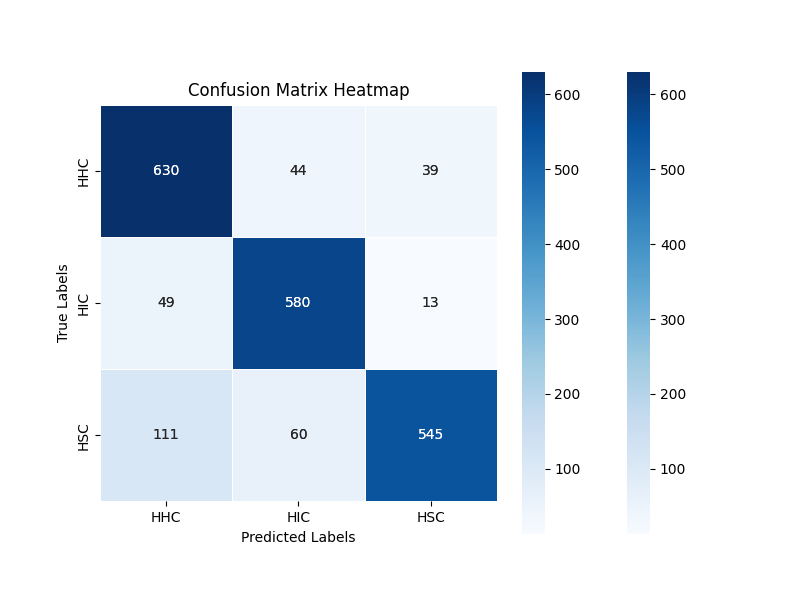 Confusion Matrix Heatmap
True Labels
HHC 630 44 39
HIC 49 580 13
HSC 111 60 545
HHC HIC HSC
Predicted Labels
600 600
500 500
400 400
300 300
200 200
100 100